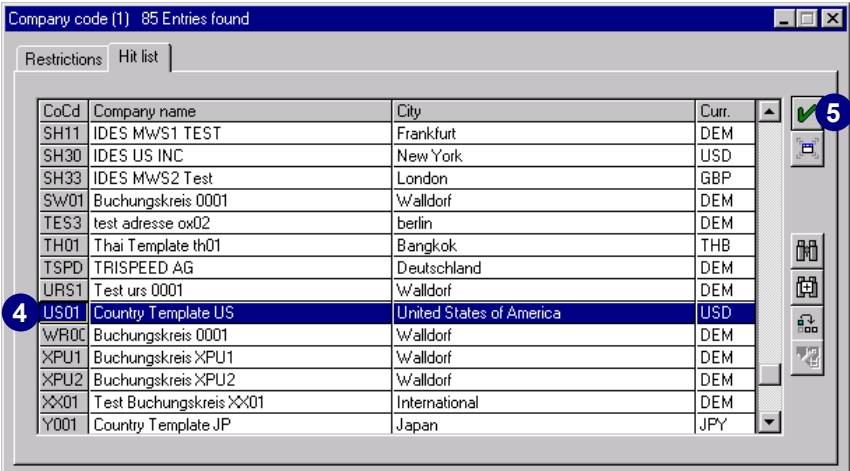 Company code (1) 85 Entries found
Restrictions Hit list
CoCd Company name City Curr.
SH11 IDES MWS1 TEST Frankfurt DEM
5
SH30 IDES US INC New York USD
SH33 IDES MWS2 Test London GBP
SW01 Buchungskreis 0001 Walldorf DEM
TES3 test adresse ox02 berlin DEM
TH01 Thai Template th01 Bangkok THB
TSPD TRISPEED AG Deutschland DEM
URS1 Test urs 0001 Walldorf DEM
4 US01 Country Template US United States of America USD
WR00 Buchungskreis 0001 Walldorf DEM
XPU1 Buchungskreis XPU1 Walldorf DEM
XPU2 Buchungskreis XPU2 Walldorf DEM
XX01 Test Buchungskreis XX01 International DEM
Y001 Country Template JP Japan JPY